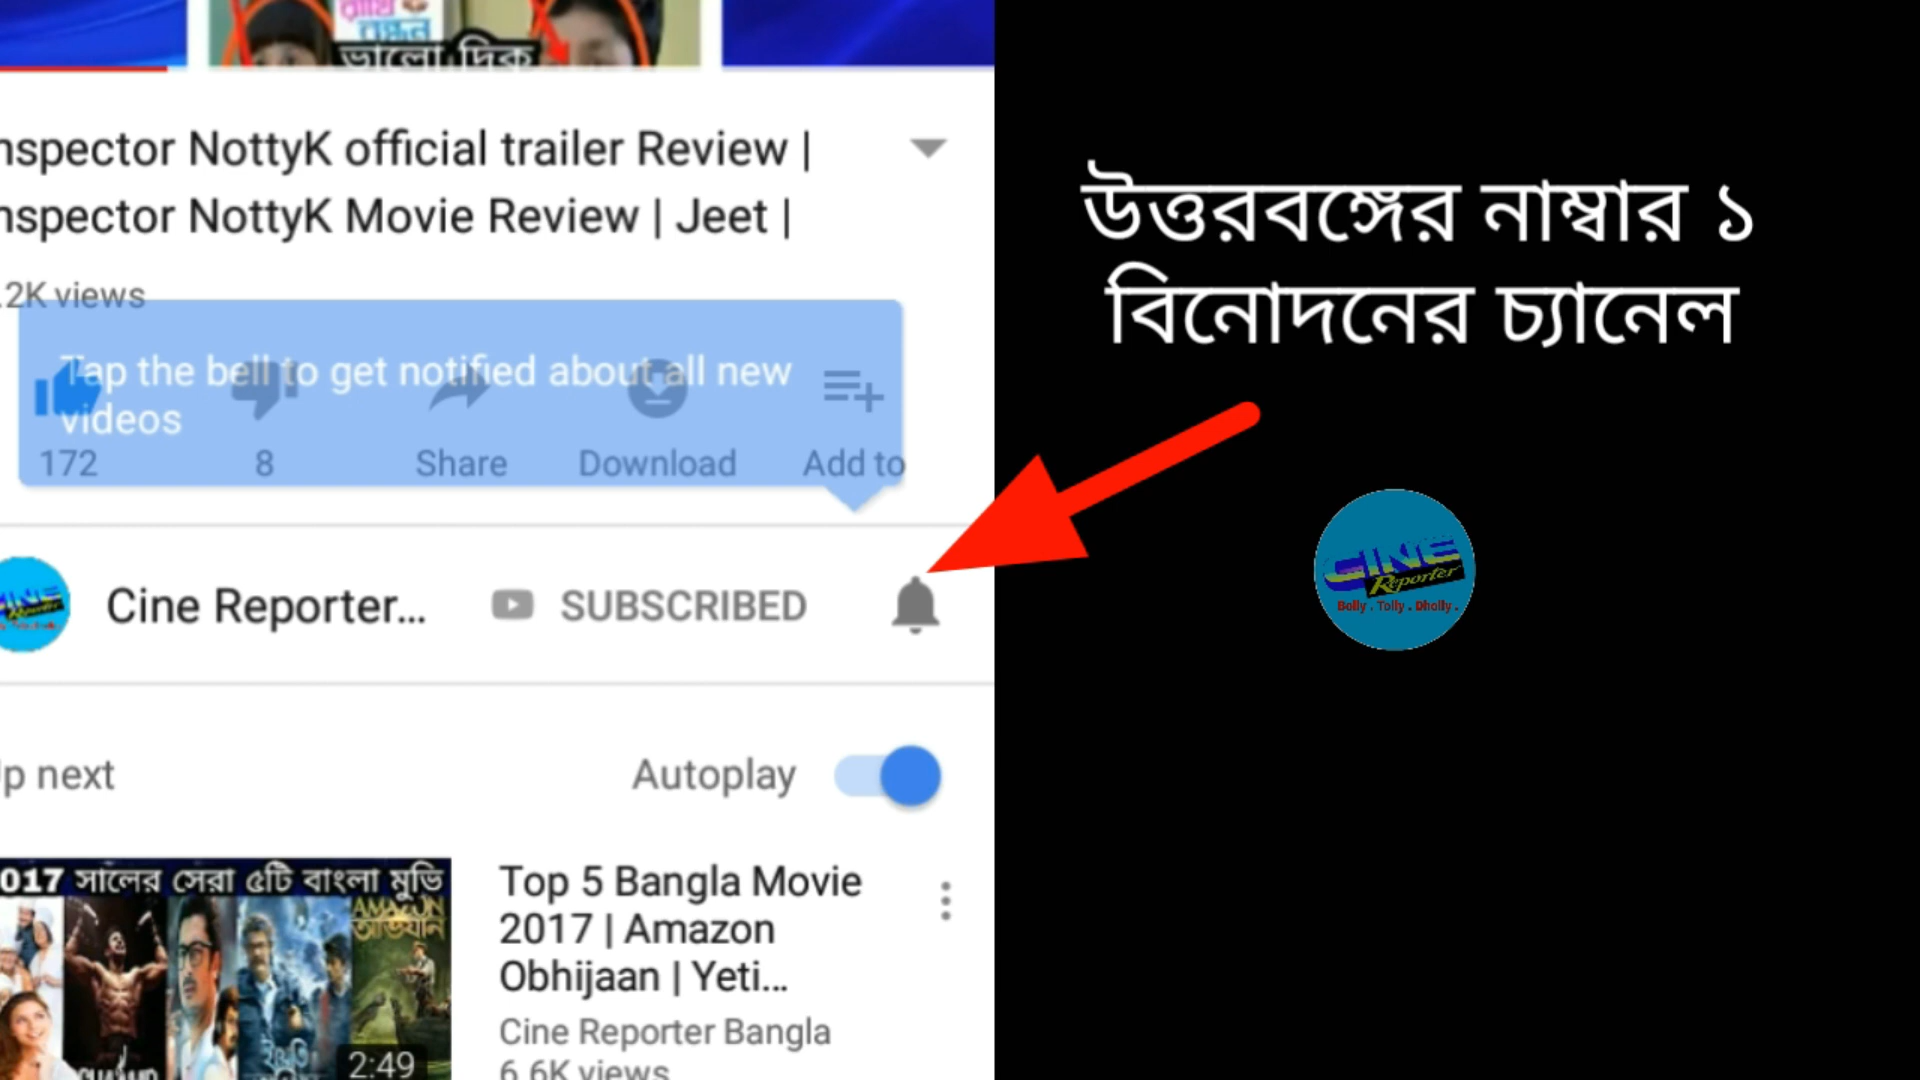 ভালো দিক
nspector NottyK official trailer Review |
nspector NottyK Movie Review | Jeet |
.2K views
Tap the bell to get notified about all new
videos
172
8
Share
Download
Add to
Cine Reporter...
SUBSCRIBED
p next
Autoplay
017 সালের সেরা ৫টি বাংলা মুভি
AMAZON
অভিযান
2:49
Top 5 Bangla Movie
2017 | Amazon
Obhijaan | Yeti...
Cine Reporter Bangla
6.6K views
উত্তরবঙ্গের নাম্বার ১
বিনোদনের চ্যানেল
CINE
Reporter
Bolly . Tolly . Dholly .